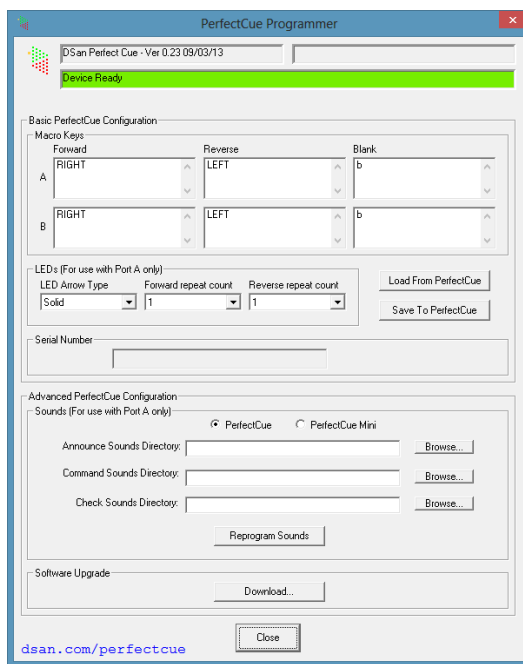 PerfectCue Programmer
DSan Perfect Cue - Ver 0.23 09/03/13
Device Ready
Basic PerfectCue Configuration
Macro Keys
Forward Reverse Blank
A RIGHT LEFT b
B RIGHT LEFT b
LEDs (For use with Port A only)
LED Arrow Type Forward repeat count Reverse repeat count
Solid 1 1
Load From PerfectCue
Save To PerfectCue
Serial Number
Advanced PerfectCue Configuration
Sounds (For use with Port A only)
PerfectCue PerfectCue Mini
Announce Sounds Directory: Browse...
Command Sounds Directory: Browse...
Check Sounds Directory: Browse...
Reprogram Sounds
Software Upgrade
Download...
Close
dsan.com/perfectcue